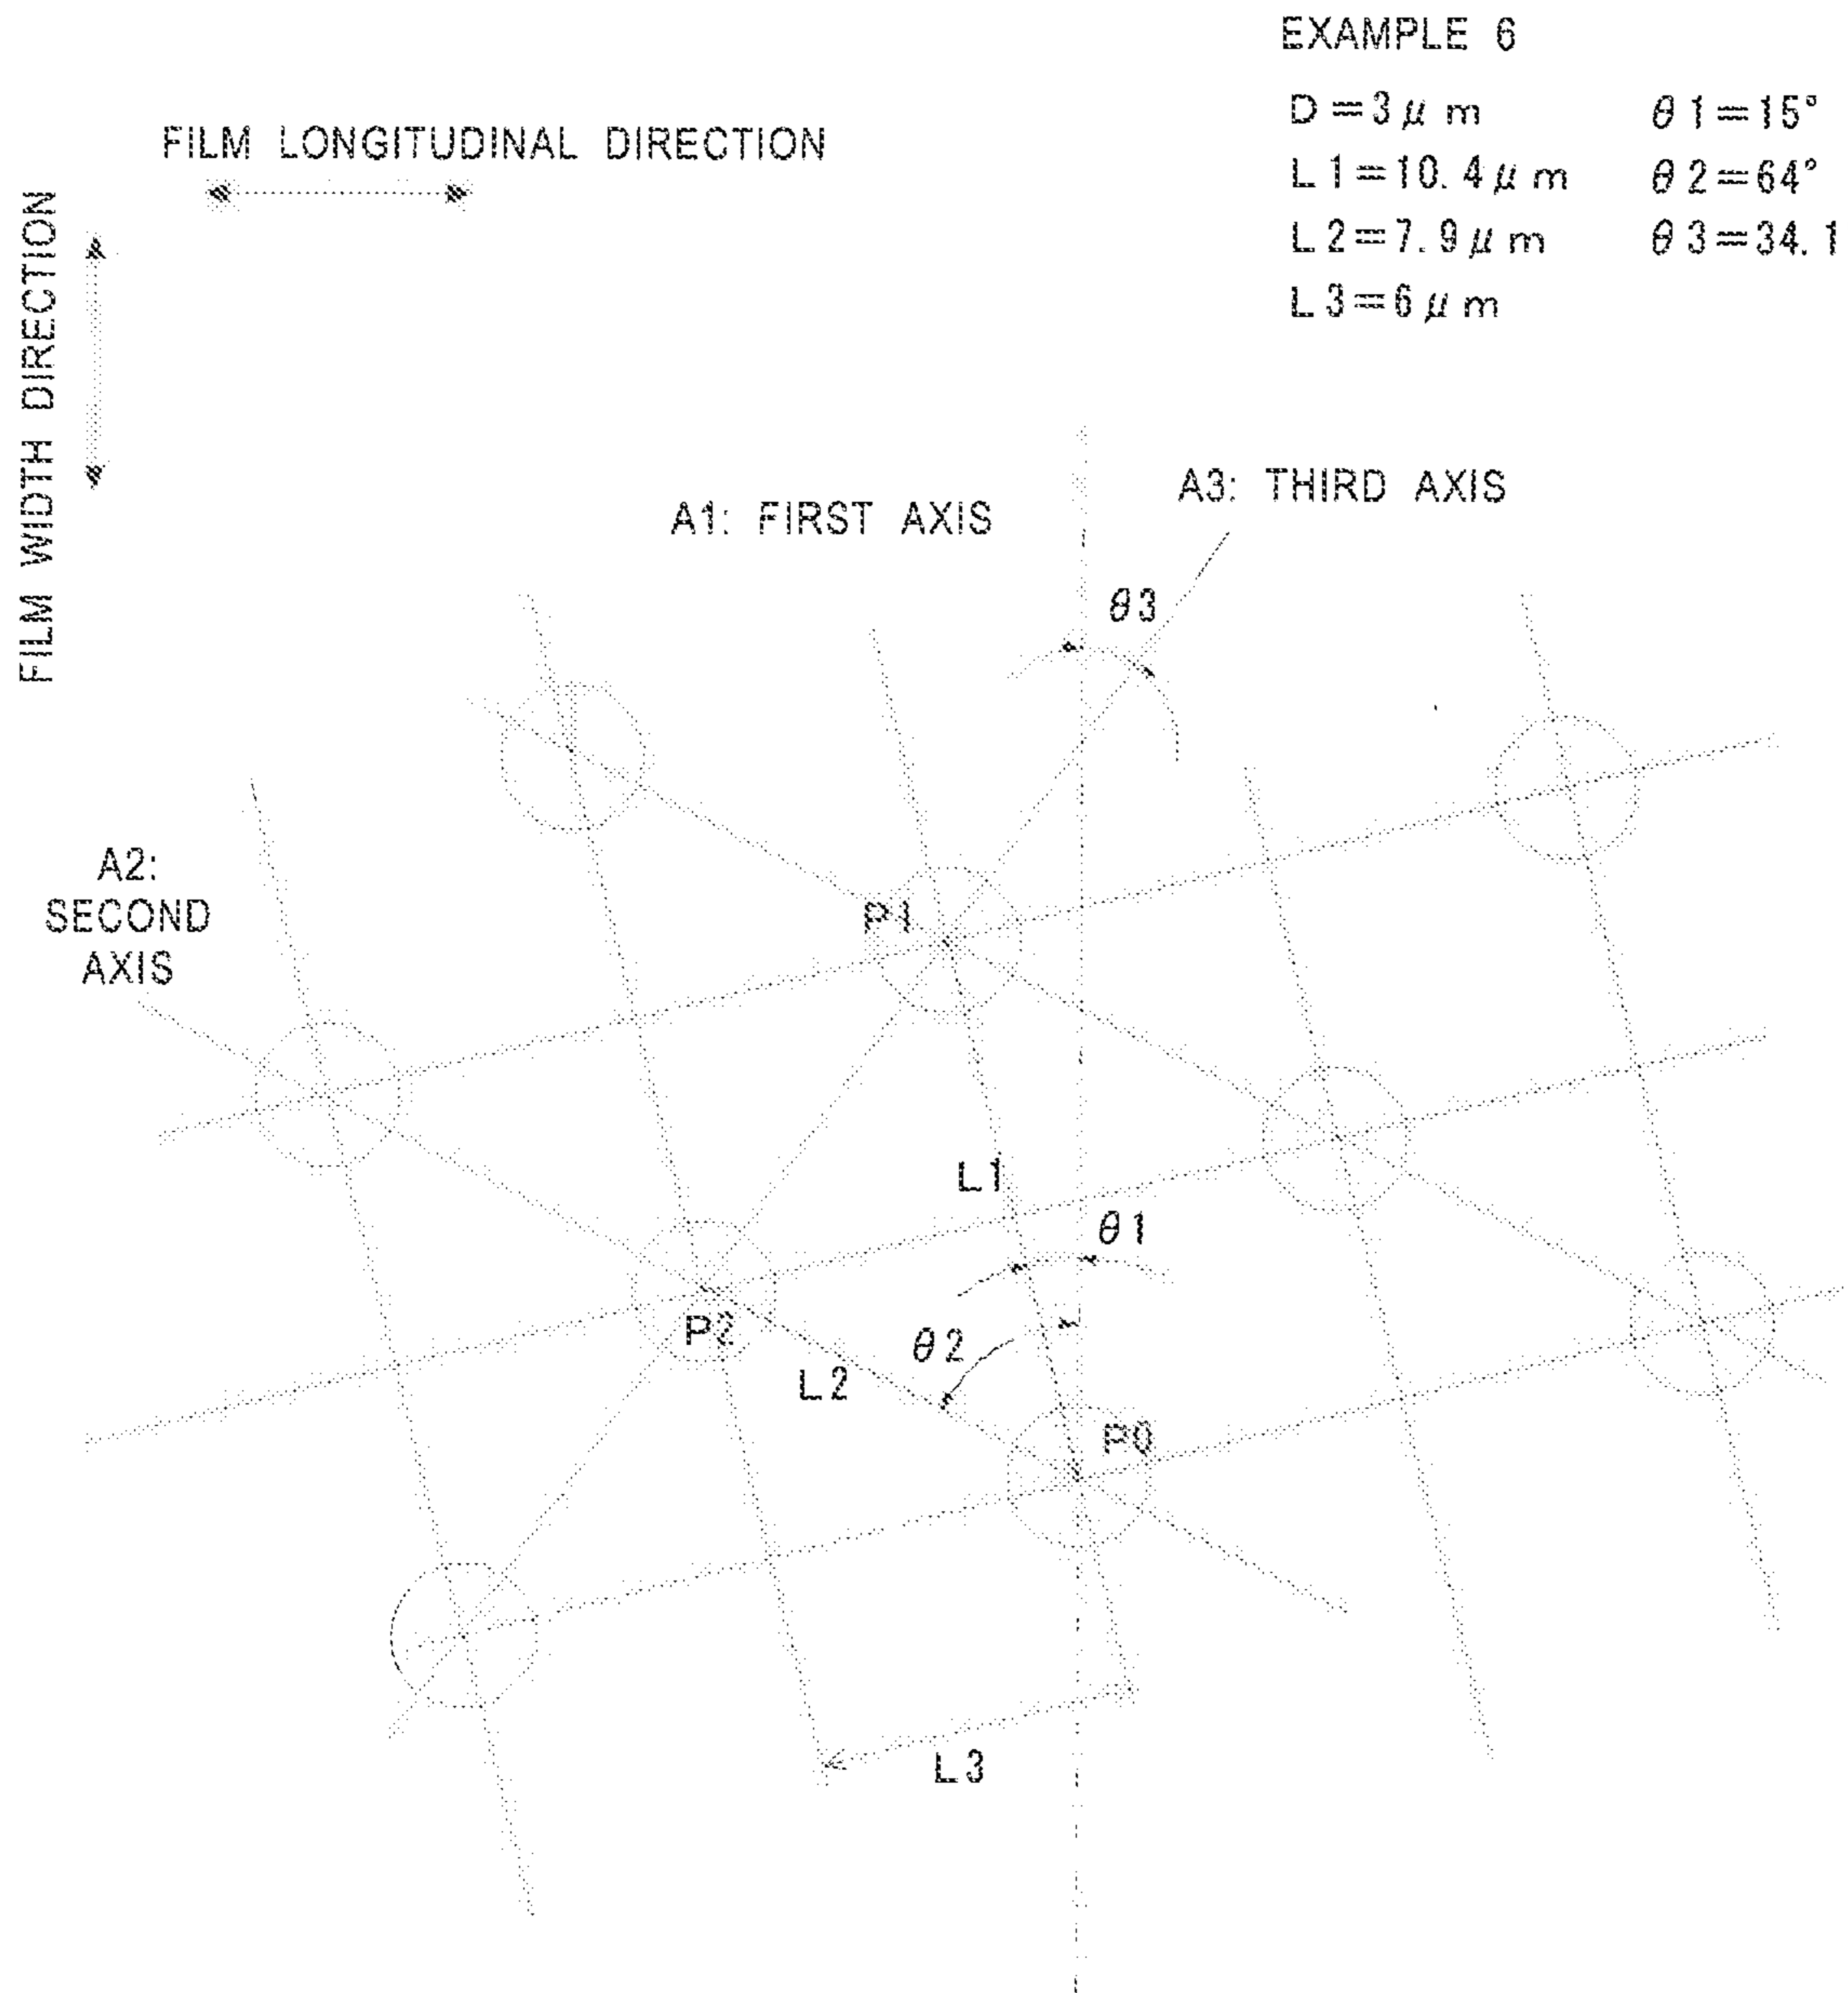 EXAMPLE 6
D=3μm
θ1=15°
L1=10.4μm
θ2=64°
L2=7.9μm
θ3=34.1
L3=6μm
FILM LONGITUDINAL DIRECTION
FILM WIDTH DIRECTION
A3: THIRD AXIS
A1: FIRST AXIS
θ3
A2:
SECOND
AXIS
P1
L1
θ1
P2
θ2
L2
P0
L3